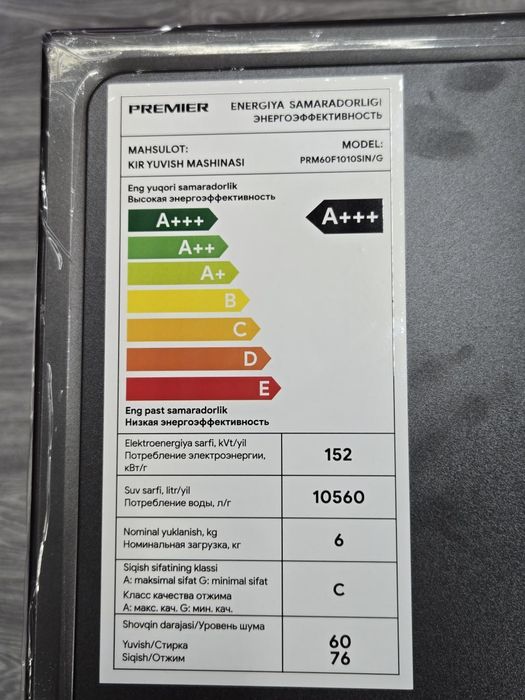 PREMIER
ENERGIYA SAMARADORLIGI
ЭНЕРГОЭФФЕКТИВНОСТЬ
MAHSULOT:
KIR YUVISH MASHINASI
MODEL:
PRM60F1010SIN/G
Eng yuqori samaradorlik
Высокая энергоэффективность
A+++
A+++
A++
A+
B
C
D
E
Eng past samaradorlik
Низкая энергоэффективность
Elektroenergiya sarfi, kVt/yil
Потребление электроэнергии,
кВт/г
152
Suv sarfi, litr/yil
Потребление воды, л/г
10560
Nominal yuklanish, kg
Номинальная загрузка, кг
6
Siqish sifatining klassi
A: maksimal sifat G: minimal sifat
Класс качества отжима
А: макс. кач. G: мин. кач.
C
Shovqin darajasi/Уровень шума
Yuvish/Стирка
60
Siqish/Отжим
76